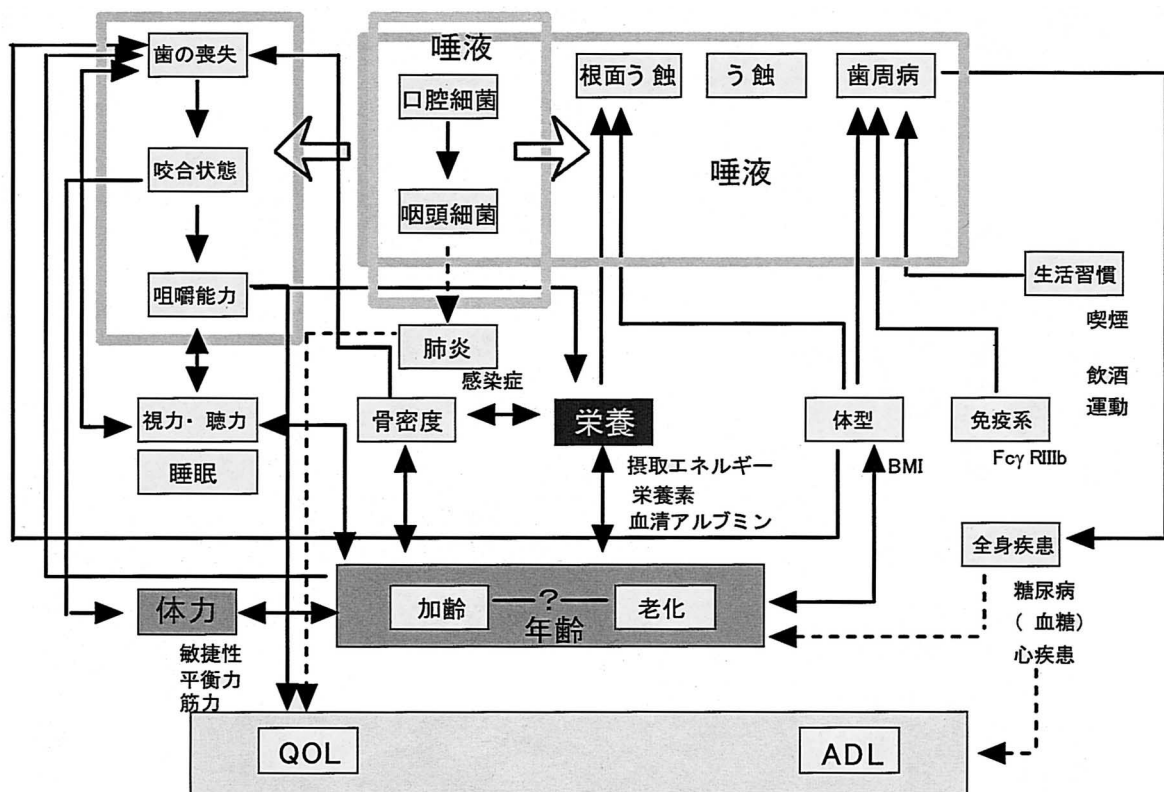 歯の喪失
咬合状態
咀嚼能力
唾液
口腔細菌
咽頭細菌
根面う蝕
う蝕
歯周病
唾液
生活習慣
喫煙
飲酒
運動
肺炎
感染症
視力・聴力
睡眠
骨密度
栄養
摂取エネルギー
栄養素
血清アルブミン
体型
BMI
免疫系
Fcγ RIIIb
全身疾患
糖尿病
(血糖)
心疾患
体力
敏捷性
平衡力
筋力
加齢
?
老化
年齢
QOL
ADL